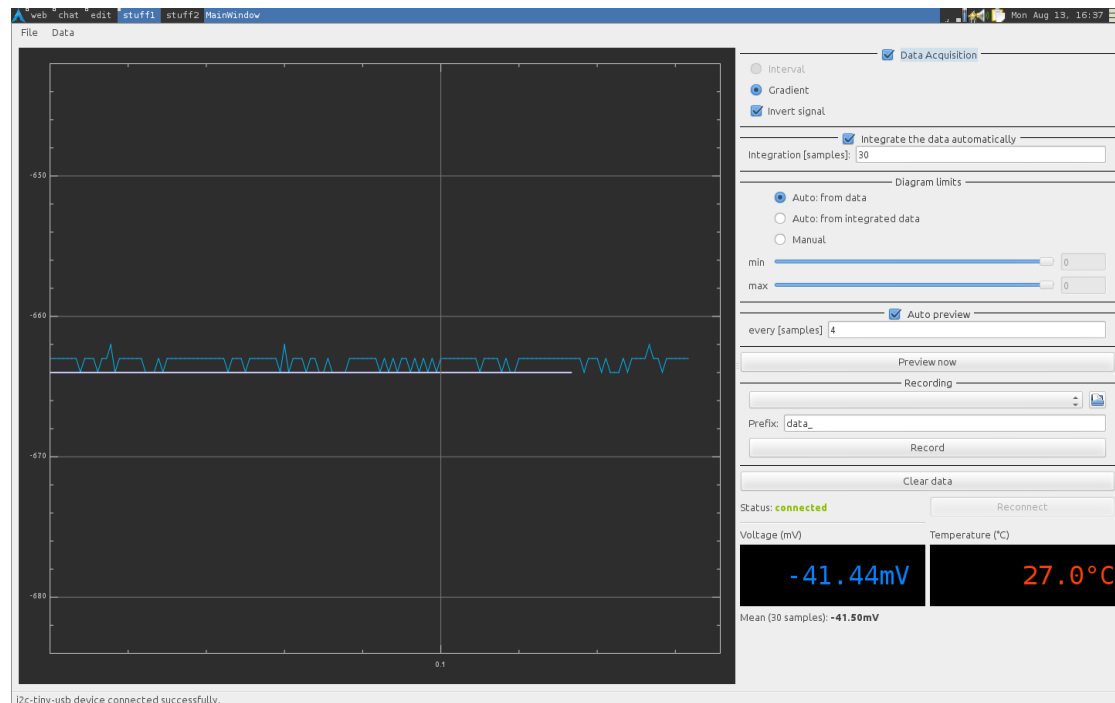 web chat edit stuff1 stuff2 MainWindow
Mon Aug 13, 16:37
File Data
-650
-660
-670
-680
0.1
Data Acquisition
Interval
Gradient
Invert signal
Integrate the data automatically
Integration [samples]: 30
Diagram limits
Auto: from data
Auto: from integrated data
Manual
min 0
max 0
Auto preview
every [samples] 4
Preview now
Recording
Prefix: data_
Record
Clear data
Status: connected Reconnect
Voltage (mV) Temperature (°C)
-41.44mV 27.0°C
Mean (30 samples): -41.50mV
i2c-tiny-usb device connected successfully.